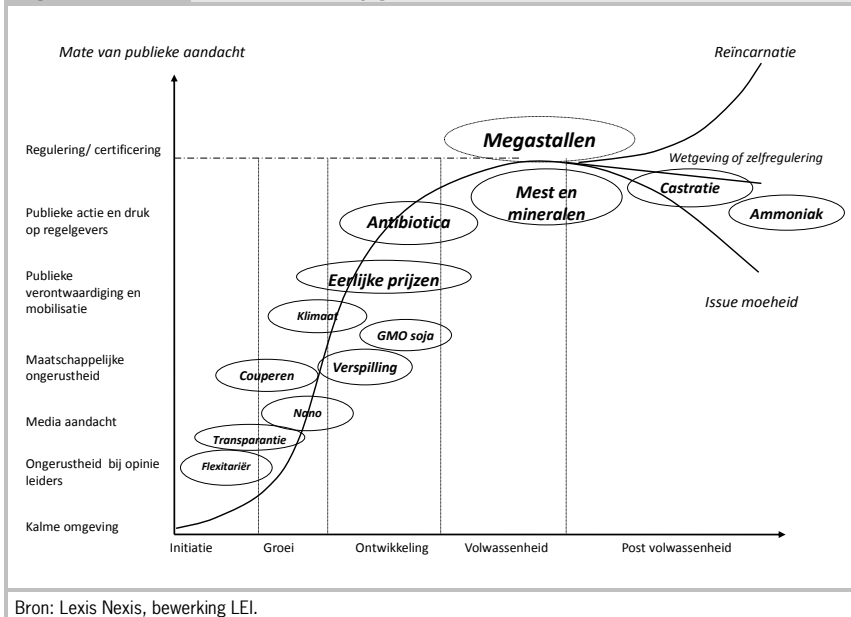 Mate van publieke aandacht
Reïncarnatie
Regulering/ certificering
Megastallen
Wetgeving of zelfregulering
Castratie
Mest en
mineralen
Ammoniak
Publieke actie en druk
op regelgevers
Antibiotica
Publieke
verontwaardiging en
mobilisatie
Eerlijke prijzen
Issue moeheid
Klimaat
GMO soja
Maatschappelijke
ongerustheid
Couperen
Verspilling
Media aandacht
Nano
Transparantie
Ongerustheid bij opinie
leiders
Flexitariër
Kalme omgeving
Initiatie
Groei
Ontwikkeling
Volwassenheid
Post volwassenheid
Bron: Lexis Nexis, bewerking LEI.